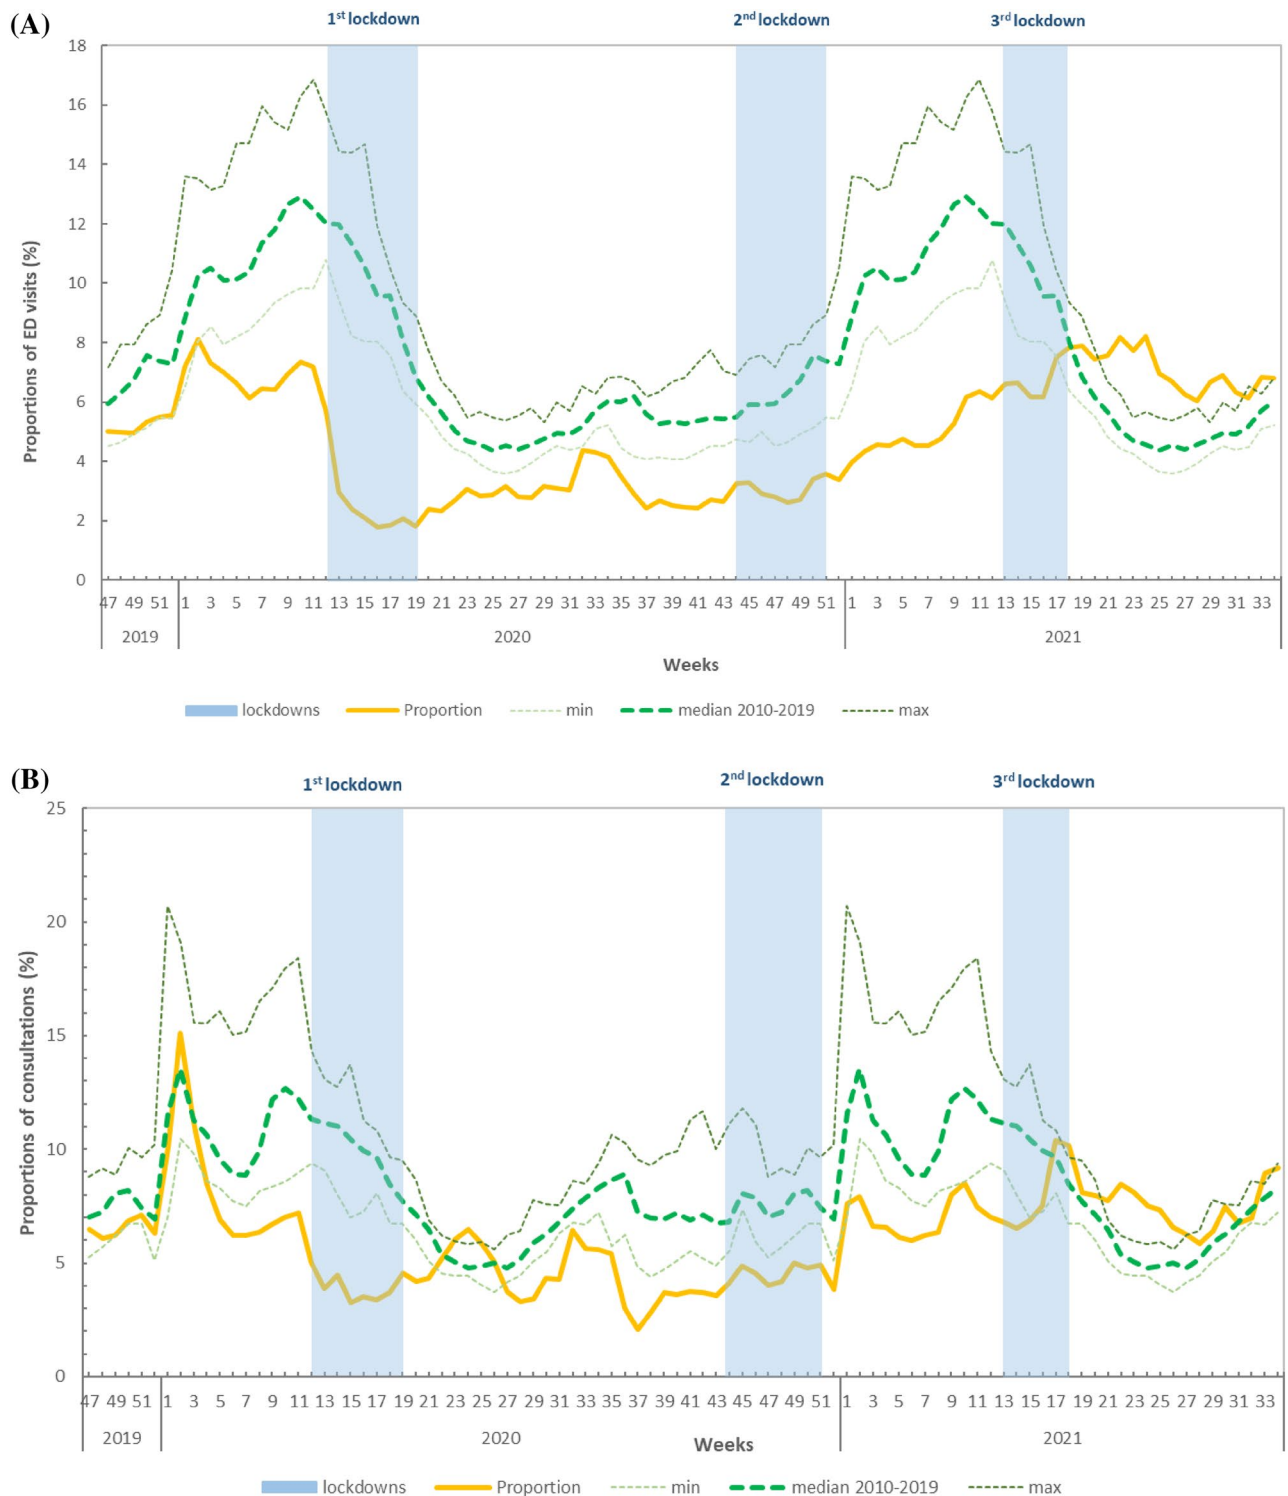 (A)
1st lockdown 2nd lockdown 3rd lockdown
Proportions of ED visits (%)
18
16
14
12
10
8
6
4
2
0
47 49 51 1 3 5 7 9 11 13 15 17 19 21 23 25 27 29 31 33 35 37 39 41 43 45 47 49 51 1 3 5 7 9 11 13 15 17 19 21 23 25 27 29 31 33
2019 2020 2021
Weeks
lockdowns Proportion min median 2010-2019 max
(B)
1st lockdown 2nd lockdown 3rd lockdown
Proportions of consultations (%)
25
20
15
10
5
0
47 49 51 1 3 5 7 9 11 13 15 17 19 21 23 25 27 29 31 33 35 37 39 41 43 45 47 49 51 1 3 5 7 9 11 13 15 17 19 21 23 25 27 29 31 33
2019 2020 2021
Weeks
lockdowns Proportion min median 2010-2019 max